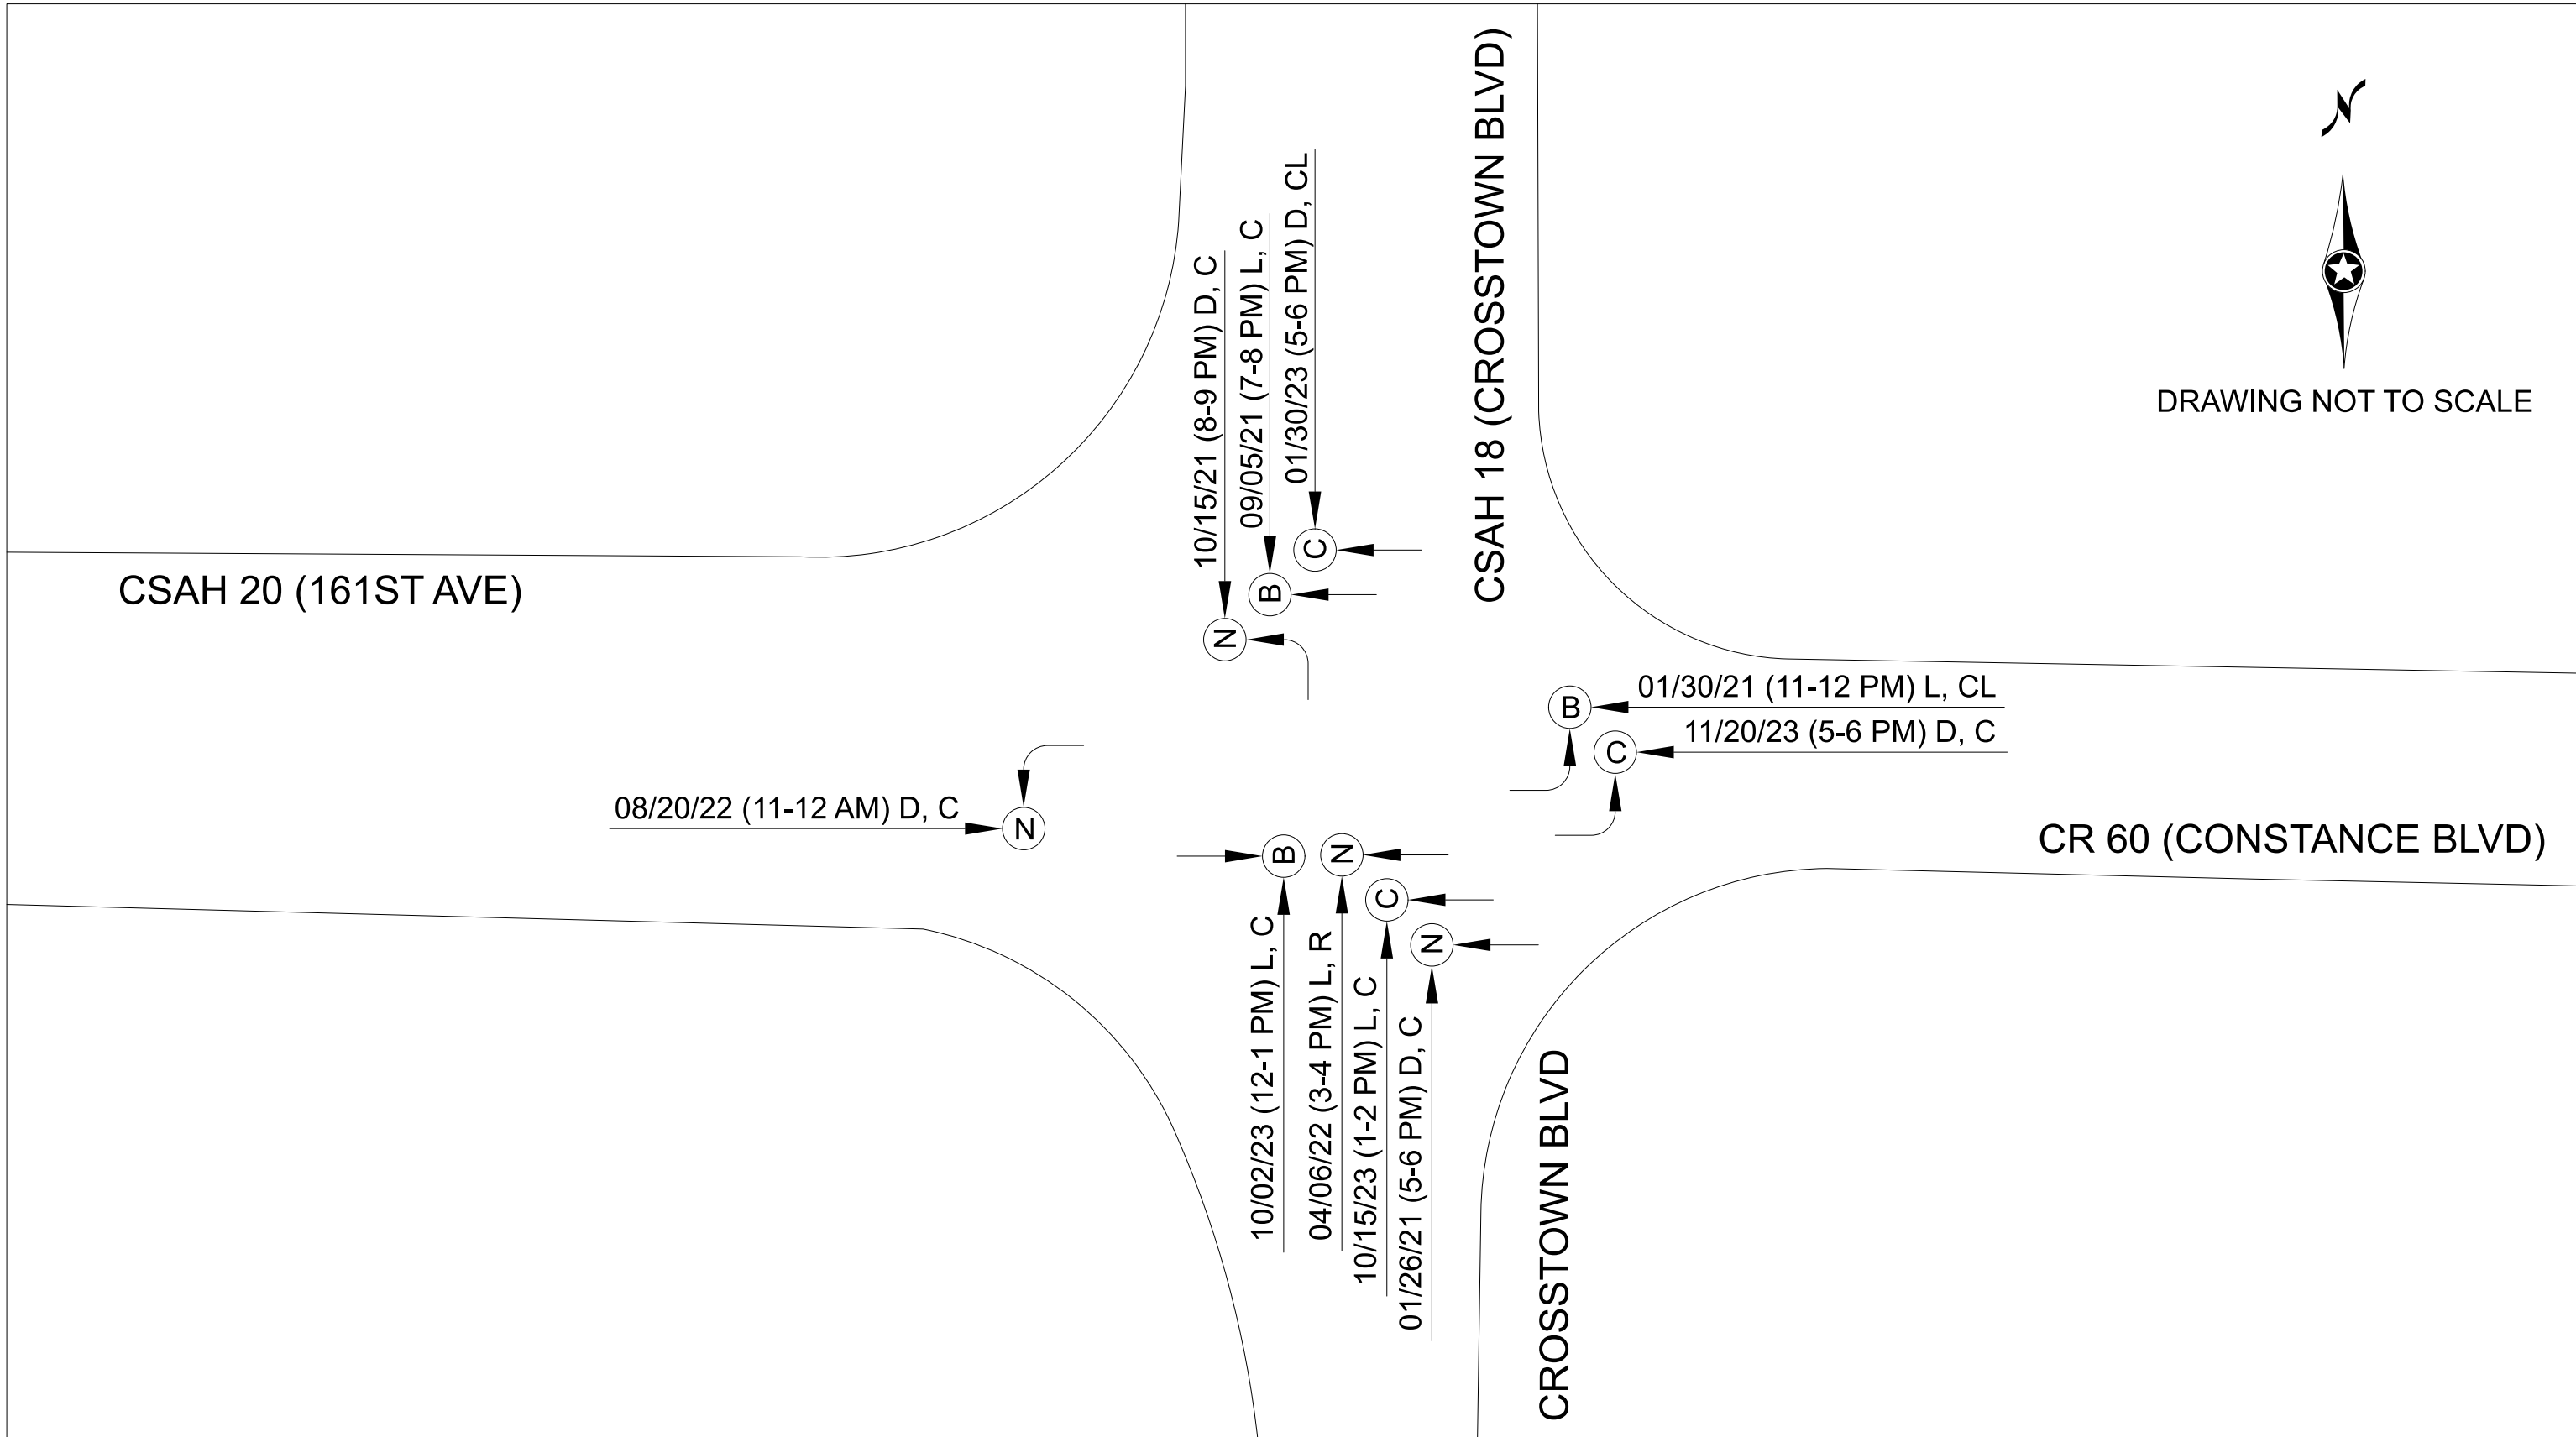 N
DRAWING NOT TO SCALE
CSAH 18 (CROSSTOWN BLVD)
10/15/21 (8-9 PM) D, C
09/05/21 (7-8 PM) L, C
01/30/23 (5-6 PM) D, CL
C
B
N
CSAH 20 (161ST AVE)
B
01/30/21 (11-12 PM) L, CL
C
11/20/23 (5-6 PM) D, C
08/20/22 (11-12 AM) D, C
N
CR 60 (CONSTANCE BLVD)
B
N
C
N
10/02/23 (12-1 PM) L, C
04/06/22 (3-4 PM) L, R
10/15/23 (1-2 PM) L, C
01/26/21 (5-6 PM) D, C
CROSSTOWN BLVD